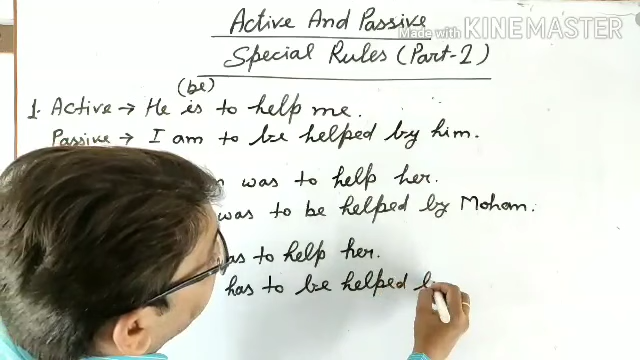 Active And Passive
Made with KINEMASTER
Special Rules (Part-1)
(be)
1. Active → He is to help me.
Passive → I am to be helped by him.
was to help her.
was to be helped by Mohan.
to help her.
has to be helped